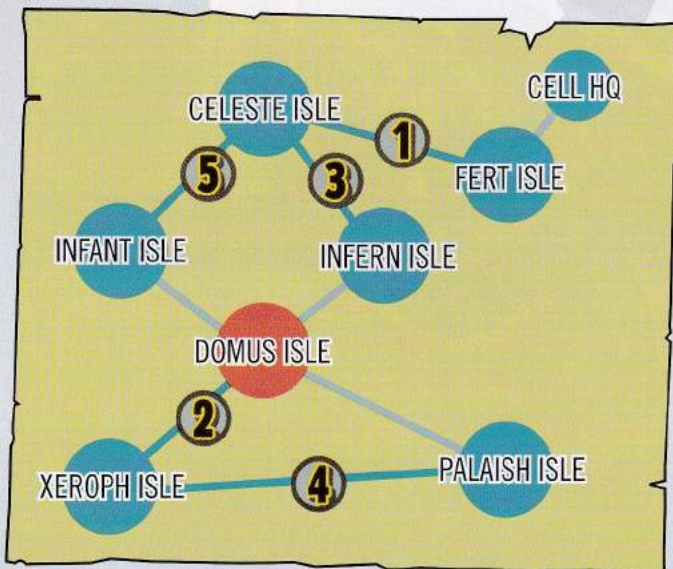 CELL HQ
CELESTE ISLE
1
5
3
FERT ISLE
INFANT ISLE
INFERN ISLE
DOMUS ISLE
2
XEROPH ISLE
4
PALAISH ISLE